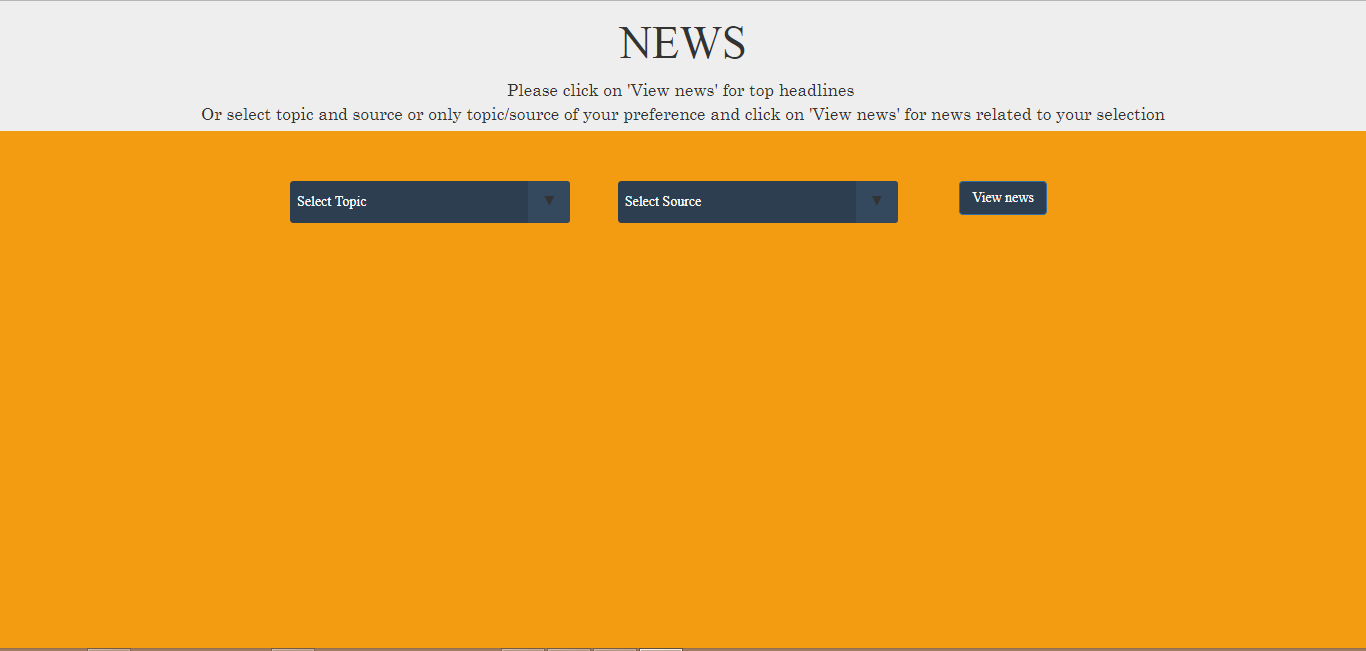 NEWS
Please click on 'View news' for top headlines
Or select topic and source or only topic/source of your preference and click on 'View news' for news related to your selection
Select Topic
Select Source
View news